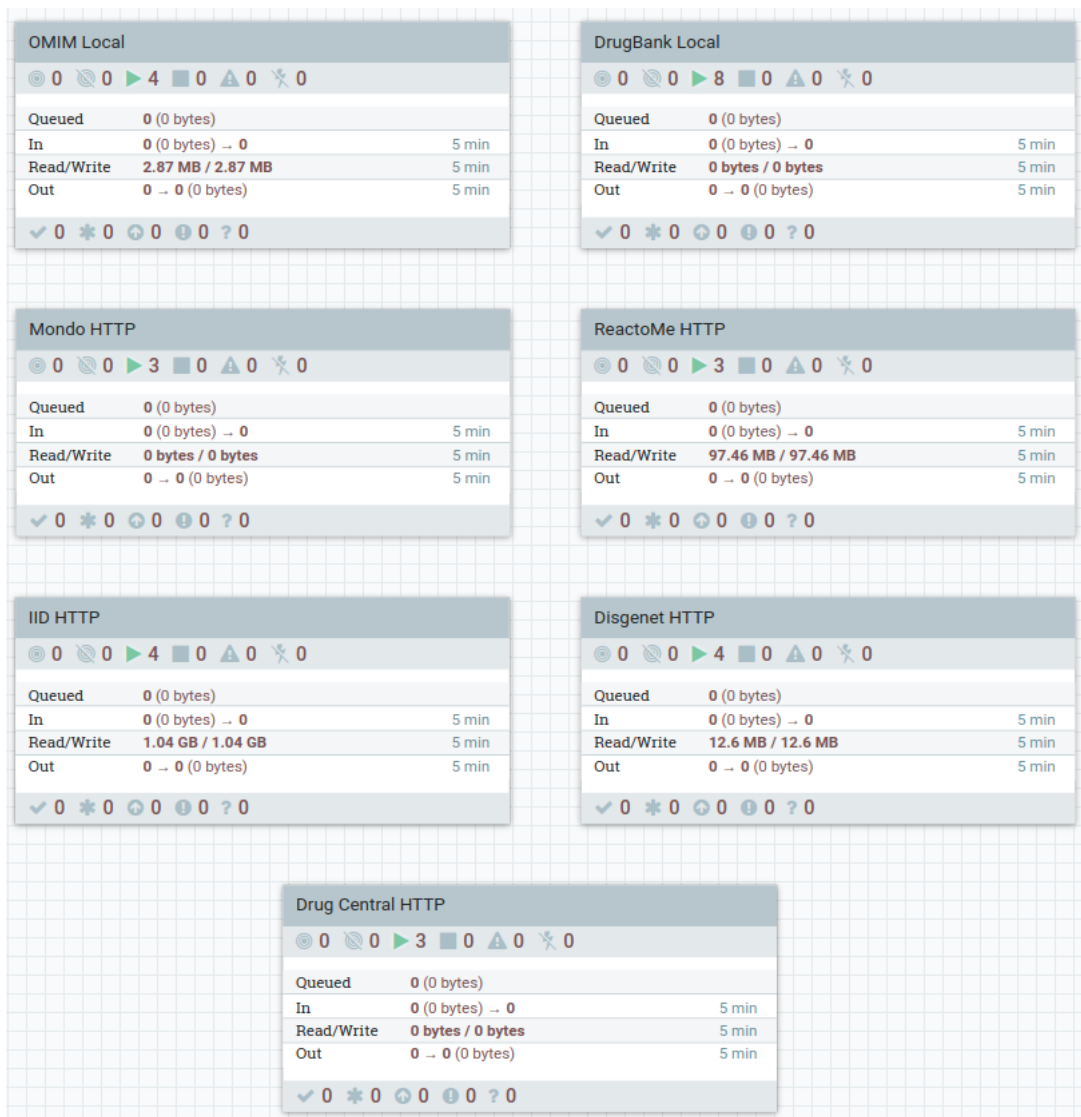 OMIM Local
0 0 4 0 0 0
Queued 0 (0 bytes)
In 0 (0 bytes) → 0 5 min
Read/Write 2.87 MB / 2.87 MB 5 min
Out 0 → 0 (0 bytes) 5 min
0 0 0 0 ? 0
DrugBank Local
0 0 8 0 0 0
Queued 0 (0 bytes)
In 0 (0 bytes) → 0 5 min
Read/Write 0 bytes / 0 bytes 5 min
Out 0 → 0 (0 bytes) 5 min
0 0 0 0 ? 0
Mondo HTTP
0 0 3 0 0 0
Queued 0 (0 bytes)
In 0 (0 bytes) → 0 5 min
Read/Write 0 bytes / 0 bytes 5 min
Out 0 → 0 (0 bytes) 5 min
0 0 0 0 ? 0
ReactoMe HTTP
0 0 3 0 0 0
Queued 0 (0 bytes)
In 0 (0 bytes) → 0 5 min
Read/Write 97.46 MB / 97.46 MB 5 min
Out 0 → 0 (0 bytes) 5 min
0 0 0 0 ? 0
IID HTTP
0 0 4 0 0 0
Queued 0 (0 bytes)
In 0 (0 bytes) → 0 5 min
Read/Write 1.04 GB / 1.04 GB 5 min
Out 0 → 0 (0 bytes) 5 min
0 0 0 0 ? 0
Disgenet HTTP
0 0 4 0 0 0
Queued 0 (0 bytes)
In 0 (0 bytes) → 0 5 min
Read/Write 12.6 MB / 12.6 MB 5 min
Out 0 → 0 (0 bytes) 5 min
0 0 0 0 ? 0
Drug Central HTTP
0 0 3 0 0 0
Queued 0 (0 bytes)
In 0 (0 bytes) → 0 5 min
Read/Write 0 bytes / 0 bytes 5 min
Out 0 → 0 (0 bytes) 5 min
0 0 0 0 ? 0